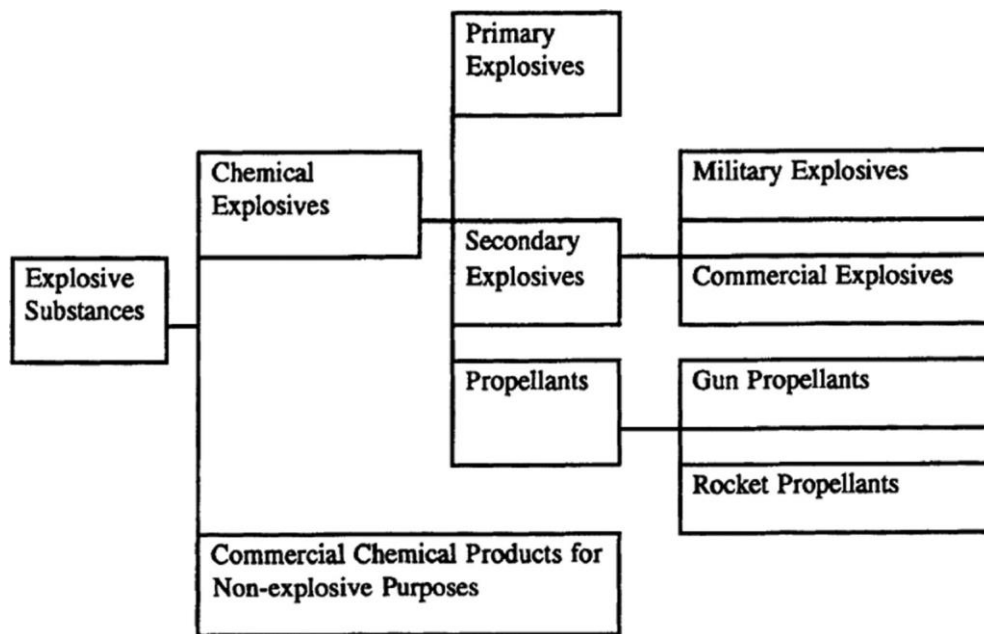 Primary
Explosives
Chemical
Explosives
Military Explosives
Secondary
Explosives
Commercial Explosives
Explosive
Substances
Propellants
Gun Propellants
Rocket Propellants
Commercial Chemical Products for
Non-explosive Purposes